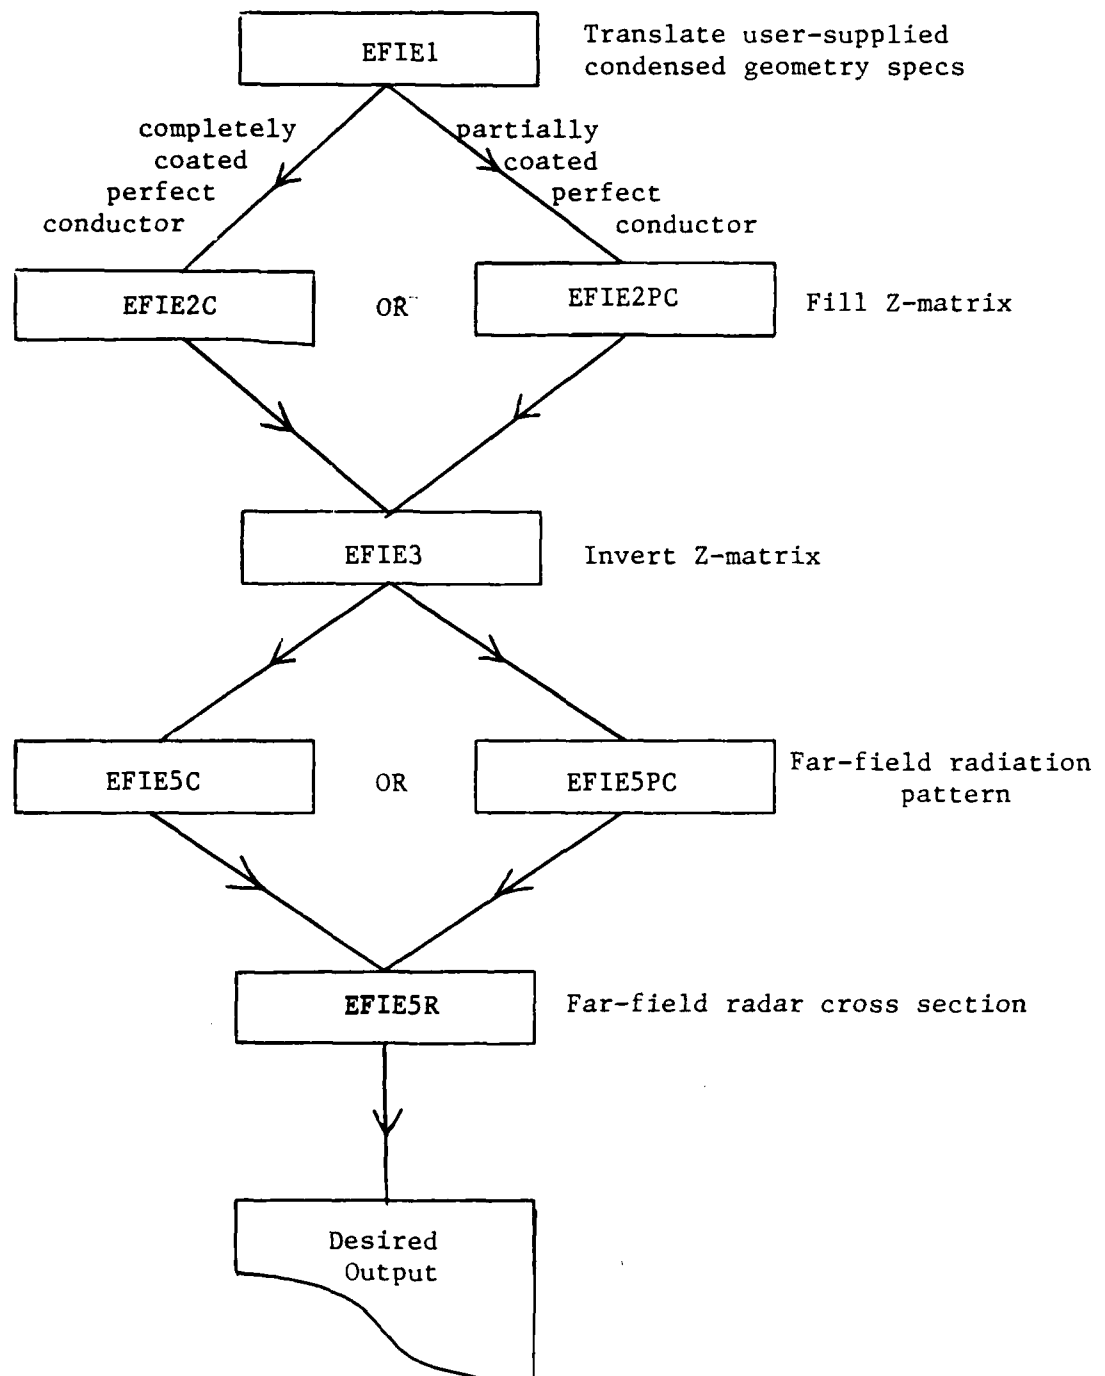 EFIE1
Translate user-supplied
condensed geometry specs
completely
coated
perfect
conductor
partially
coated
perfect
conductor
EFIE2C
OR
EFIE2PC
Fill Z-matrix
EFIE3
Invert Z-matrix
EFIE5C
OR
EFIE5PC
Far-field radiation
pattern
EFIE5R
Far-field radar cross section
Desired
Output